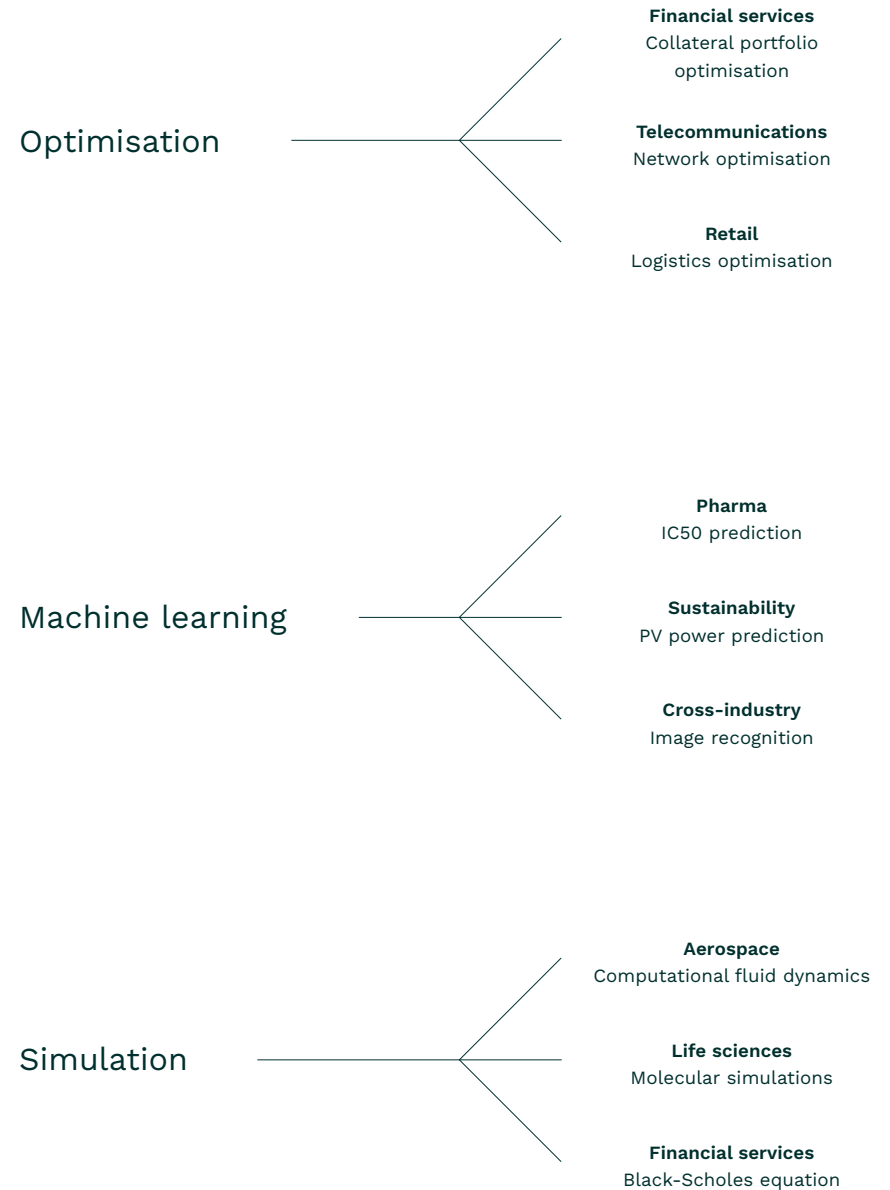 Optimisation
Financial services
Collateral portfolio
optimisation
Telecommunications
Network optimisation
Retail
Logistics optimisation
Machine learning
Pharma
IC50 prediction
Sustainability
PV power prediction
Cross-industry
Image recognition
Simulation
Aerospace
Computational fluid dynamics
Life sciences
Molecular simulations
Financial services
Black-Scholes equation